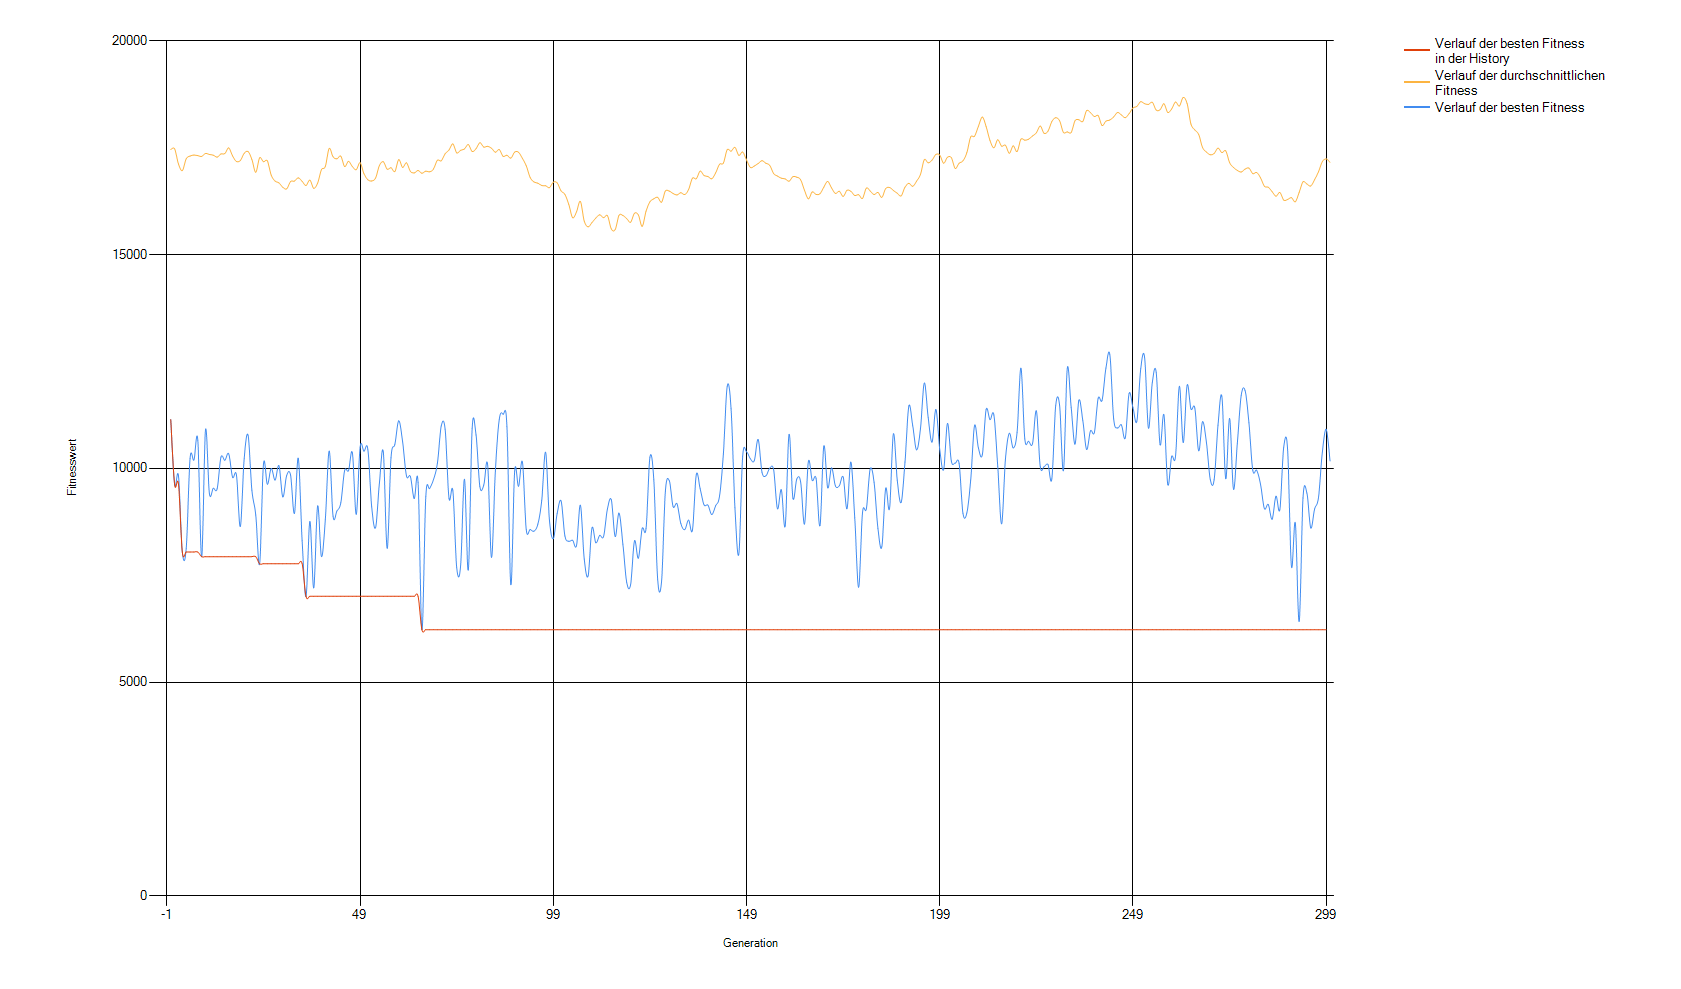 20000
15000
10000
5000
0
Fitnesswert
-1 49 99 149 199 249 299
Generation
Verlauf der besten Fitness
in der History
Verlauf der durchschnittlichen
Fitness
Verlauf der besten Fitness